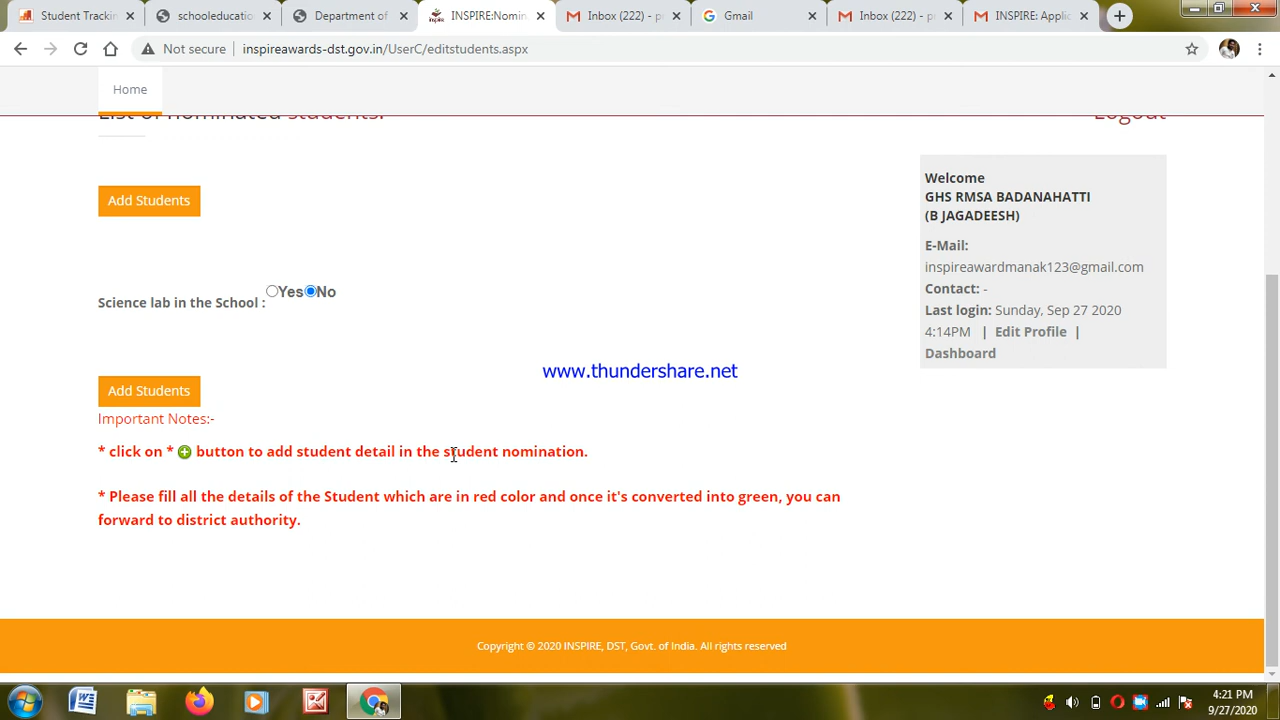 Student Trackin
schooleducatio
Department of
INSPIRE:Nomin
Inbox (222) - p
Gmail
Inbox (222) - p
INSPIRE: Applic
Not secure
inspireawards-dst.gov.in/UserC/editstudents.aspx
Home
List of nominated students.
Logout
Add Students
Welcome
GHS RMSA BADANAHATTI
(B JAGADEESH)
E-Mail:
inspireawardmanak123@gmail.com
Contact: -
Last login: Sunday, Sep 27 2020
4:14PM | Edit Profile |
Dashboard
Science lab in the School : Yes No
www.thundershare.net
Add Students
Important Notes:-
* click on * button to add student detail in the student nomination.
* Please fill all the details of the Student which are in red color and once it's converted into green, you can
forward to district authority.
Copyright © 2020 INSPIRE, DST, Govt. of India. All rights reserved
4:21 PM
9/27/2020